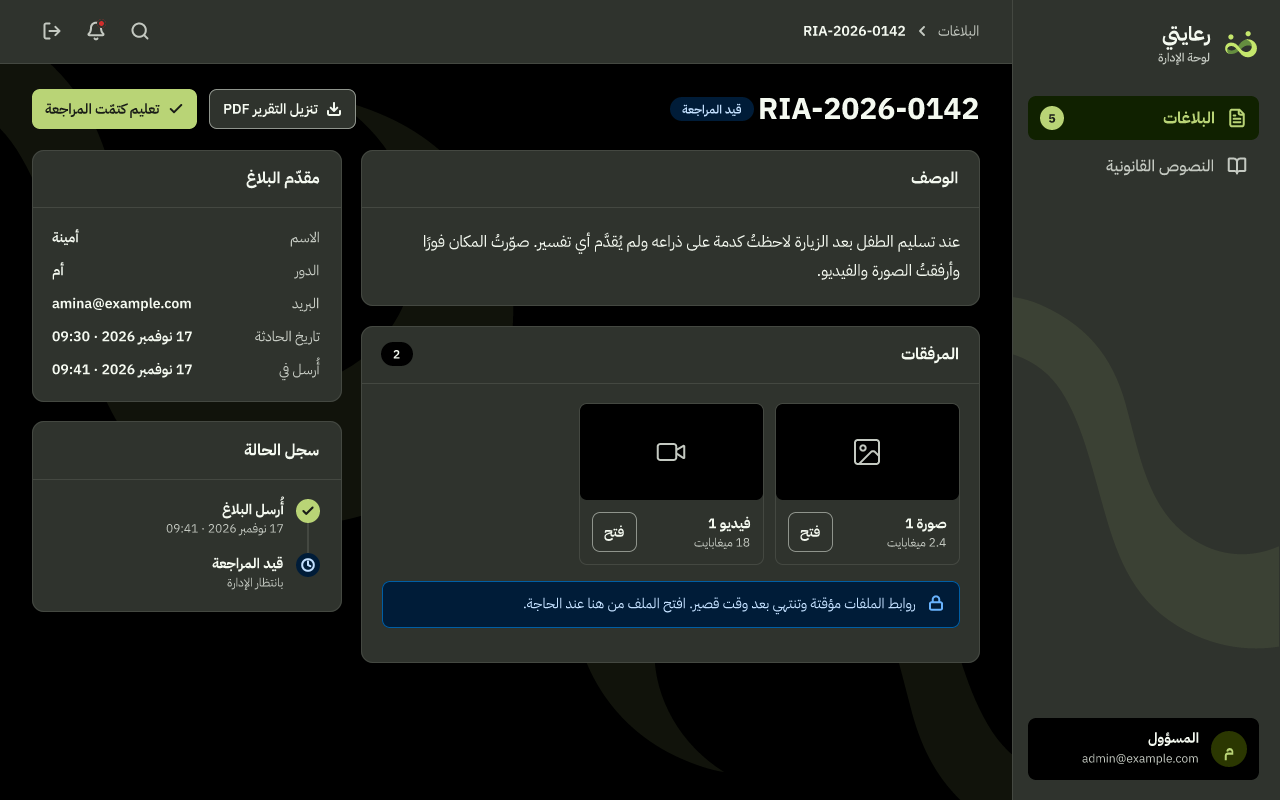 رعايتي
لوحة الإدارة
البلاغات
5
النصوص القانونية
المسؤول
admin@example.com
م
البلاغات
RIA-2026-0142
RIA-2026-0142
قيد المراجعة
تنزيل التقرير PDF
تعليم كتمّت المراجعة
الوصف
عند تسليم الطفل بعد الزيارة لاحظتُ كدمة على ذراعه ولم يُقدَّم أي تفسير. صوّرتُ المكان فورًا
وأرفقتُ الصورة والفيديو.
المرفقات
2
صورة 1
2.4 ميغابايت
فتح
فيديو 1
18 ميغابايت
فتح
روابط الملفات مؤقتة وتنتهي بعد وقت قصير. افتح الملف من هنا عند الحاجة.
مقدّم البلاغ
الاسم أمينة
الدور أم
البريد amina@example.com
تاريخ الحادثة 17 نوفمبر 2026 · 09:30
أُرسل في 17 نوفمبر 2026 · 09:41
سجل الحالة
أُرسل البلاغ
17 نوفمبر 2026 · 09:41
قيد المراجعة
بانتظار الإدارة